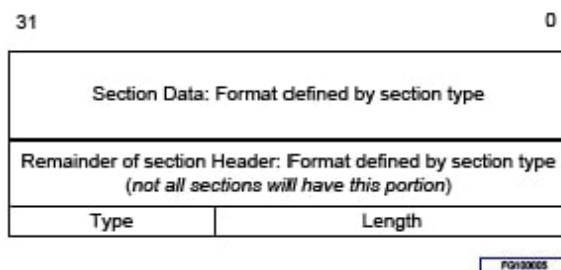 31 0
Section Data: Format defined by section type
Remainder of section Header: Format defined by section type
(not all sections will have this portion)
Type Length
FG130005